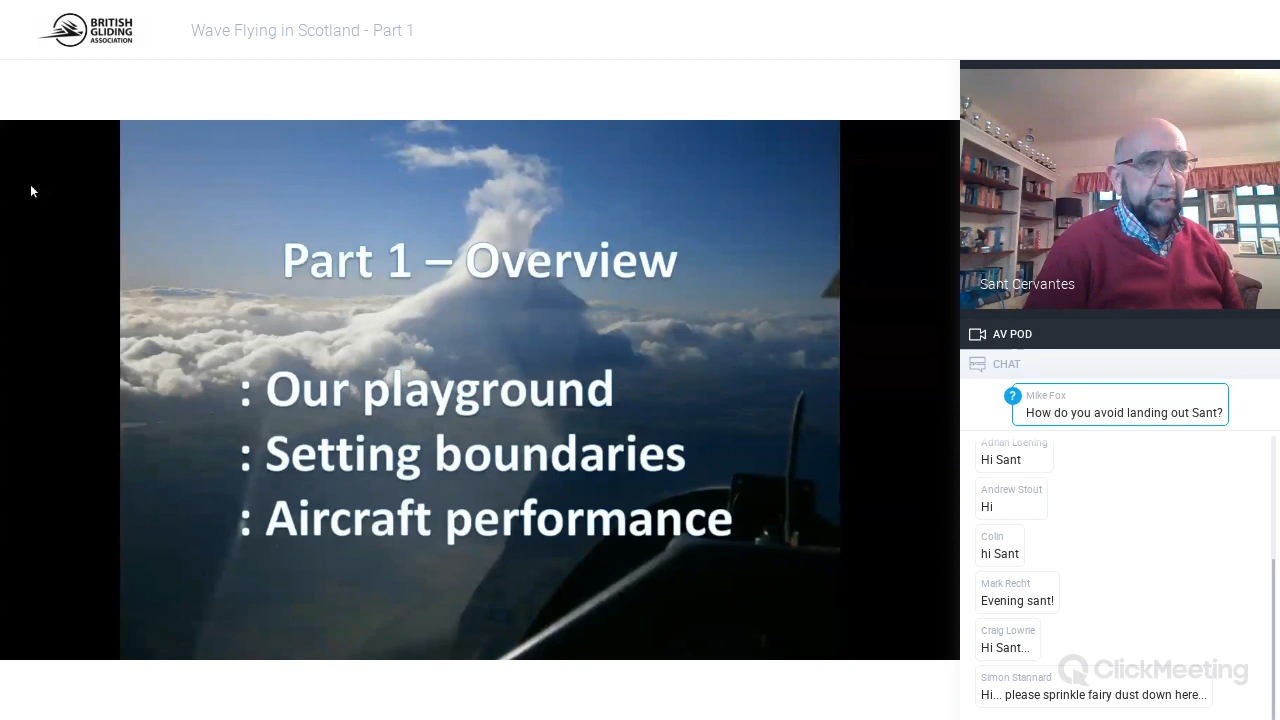 BRITISH
GLIDING
ASSOCIATION
Wave Flying in Scotland - Part 1
Part 1 – Overview
: Our playground
: Setting boundaries
: Aircraft performance
Sant Cervantes
AV POD
CHAT
?
Mike Fox
How do you avoid landing out Sant?
Adrian Loening
Hi Sant
Andrew Stout
Hi
Colin
hi Sant
Mark Recht
Evening sant!
Craig Lowrie
Hi Sant...
Simon Stannard
Hi... please sprinkle fairy dust down here...
ClickMeeting